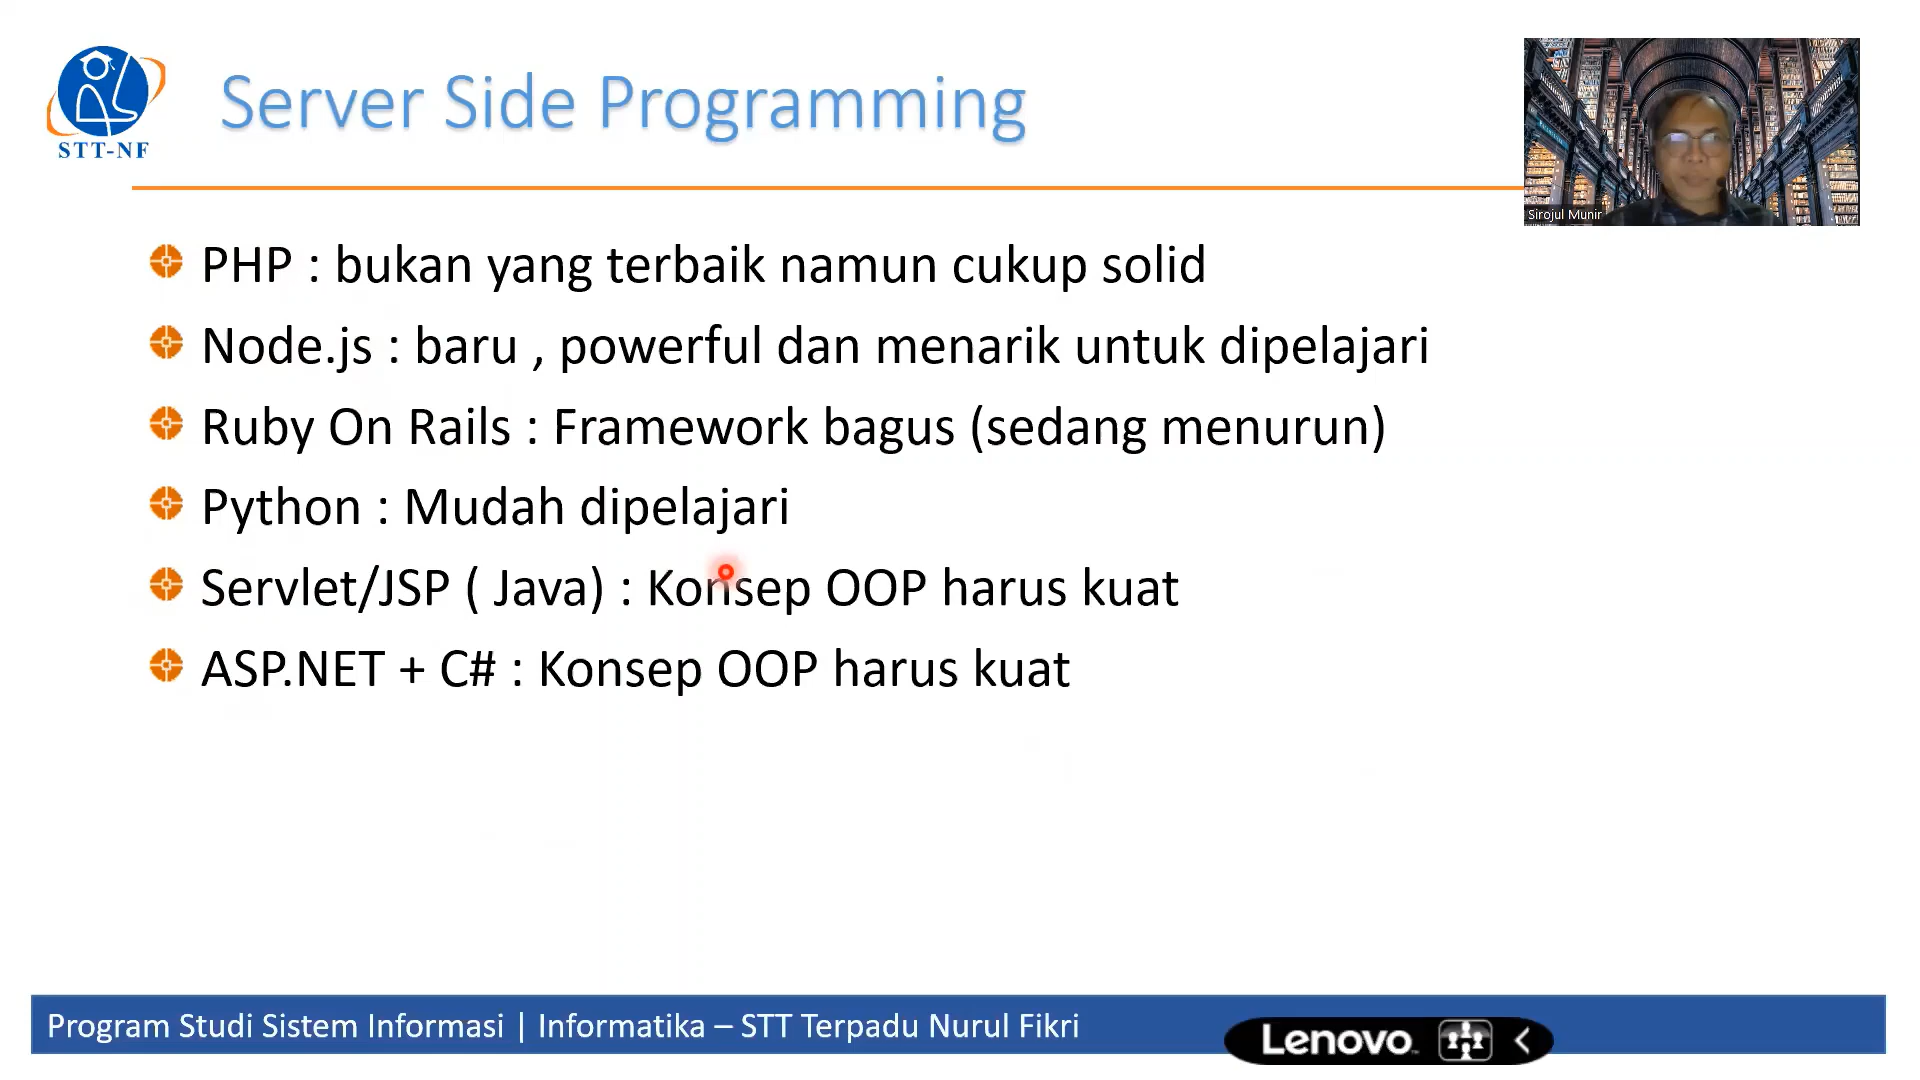 STT-NF
Server Side Programming
Sirojul Munir
PHP : bukan yang terbaik namun cukup solid
Node.js : baru , powerful dan menarik untuk dipelajari
Ruby On Rails : Framework bagus (sedang menurun)
Python : Mudah dipelajari
Servlet/JSP ( Java) : Konsep OOP harus kuat
ASP.NET + C# : Konsep OOP harus kuat
Program Studi Sistem Informasi | Informatika – STT Terpadu Nurul Fikri
Lenovo